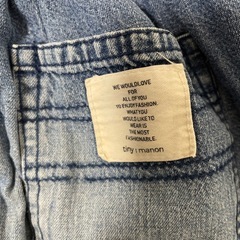 WE WOULD LOVE
FOR
ALL OF YOU
TO ENJOY FASHION.
WHAT YOU
WOULD LIKE TO
WEAR IS
THE MOST
FASHIONABLE.
tiny | manon